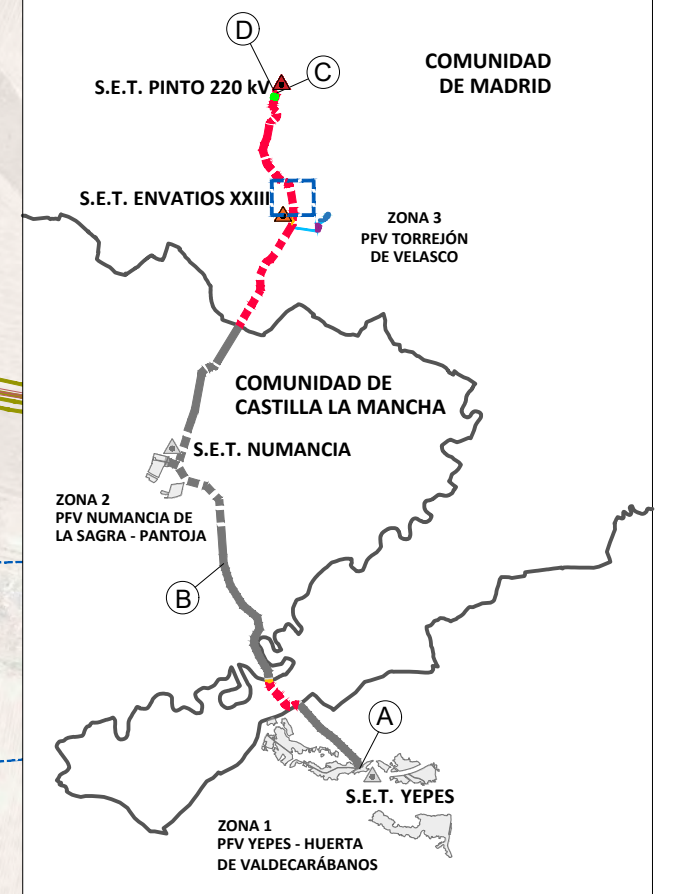 D
C
COMUNIDAD
DE MADRID
S.E.T. PINTO 220 kV
S.E.T. ENVATIOS XXIII
ZONA 3
PFV TORREJÓN
DE VELASCO
COMUNIDAD DE
CASTILLA LA MANCHA
S.E.T. NUMANCIA
ZONA 2
PFV NUMANCIA DE
LA SAGRA - PANTOJA
B
A
S.E.T. YEPES
ZONA 1
PFV YEPES - HUERTA
DE VALDECARÁBANOS